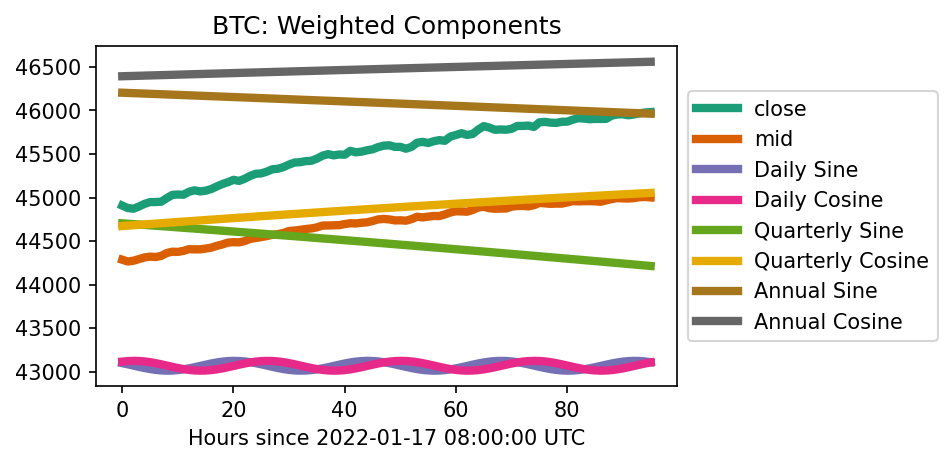 BTC: Weighted Components
46500
46000
45500
45000
44500
44000
43500
43000
0 20 40 60 80
Hours since 2022-01-17 08:00:00 UTC
close
mid
Daily Sine
Daily Cosine
Quarterly Sine
Quarterly Cosine
Annual Sine
Annual Cosine